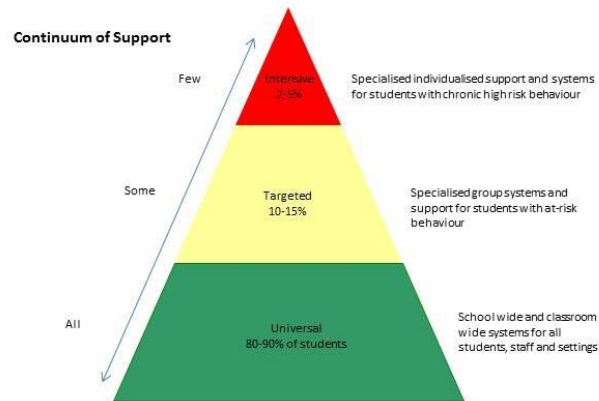 Continuum of Support
Few
Intensive
2-5%
Specialised individualised support and systems
for students with chronic high risk behaviour
Some
Targeted
10-15%
Specialised group systems and
support for students with at-risk
behaviour
All
Universal
80-90% of students
School wide and classroom
wide systems for all
students, staff and settings